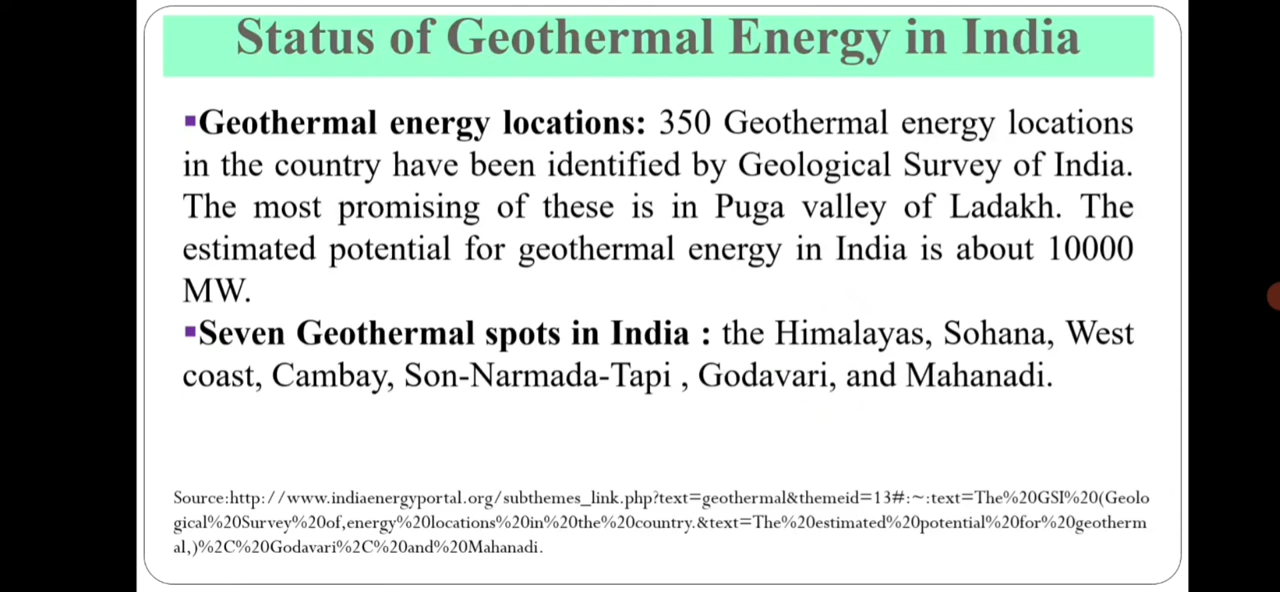 Status of Geothermal Energy in India
▪Geothermal energy locations: 350 Geothermal energy locations
in the country have been identified by Geological Survey of India.
The most promising of these is in Puga valley of Ladakh. The
estimated potential for geothermal energy in India is about 10000
MW.
▪Seven Geothermal spots in India : the Himalayas, Sohana, West
coast, Cambay, Son-Narmada-Tapi , Godavari, and Mahanadi.
Source:http://www.indiaenergyportal.org/subthemes_link.php?text=geothermal&themeid=13#:~:text=The%20GSI%20(Geolo
gical%20Survey%20of,energy%20locations%20in%20the%20country.&text=The%20estimated%20potential%20for%20geotherm
al,)%2C%20Godavari%2C%20and%20Mahanadi.